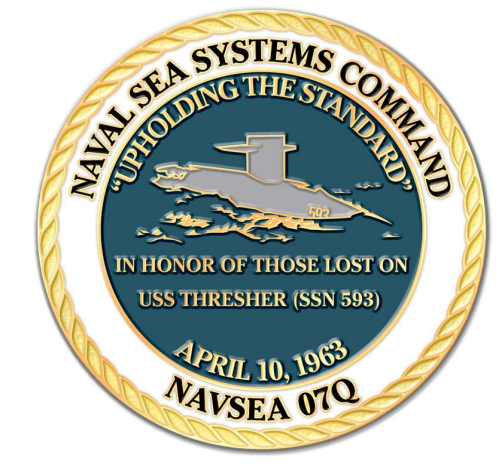 NAVAL SEA SYSTEMS COMMAND
"UPHOLDING THE STANDARD"
593
IN HONOR OF THOSE LOST ON
USS THRESHER (SSN 593)
APRIL 10, 1963
NAVSEA 07Q